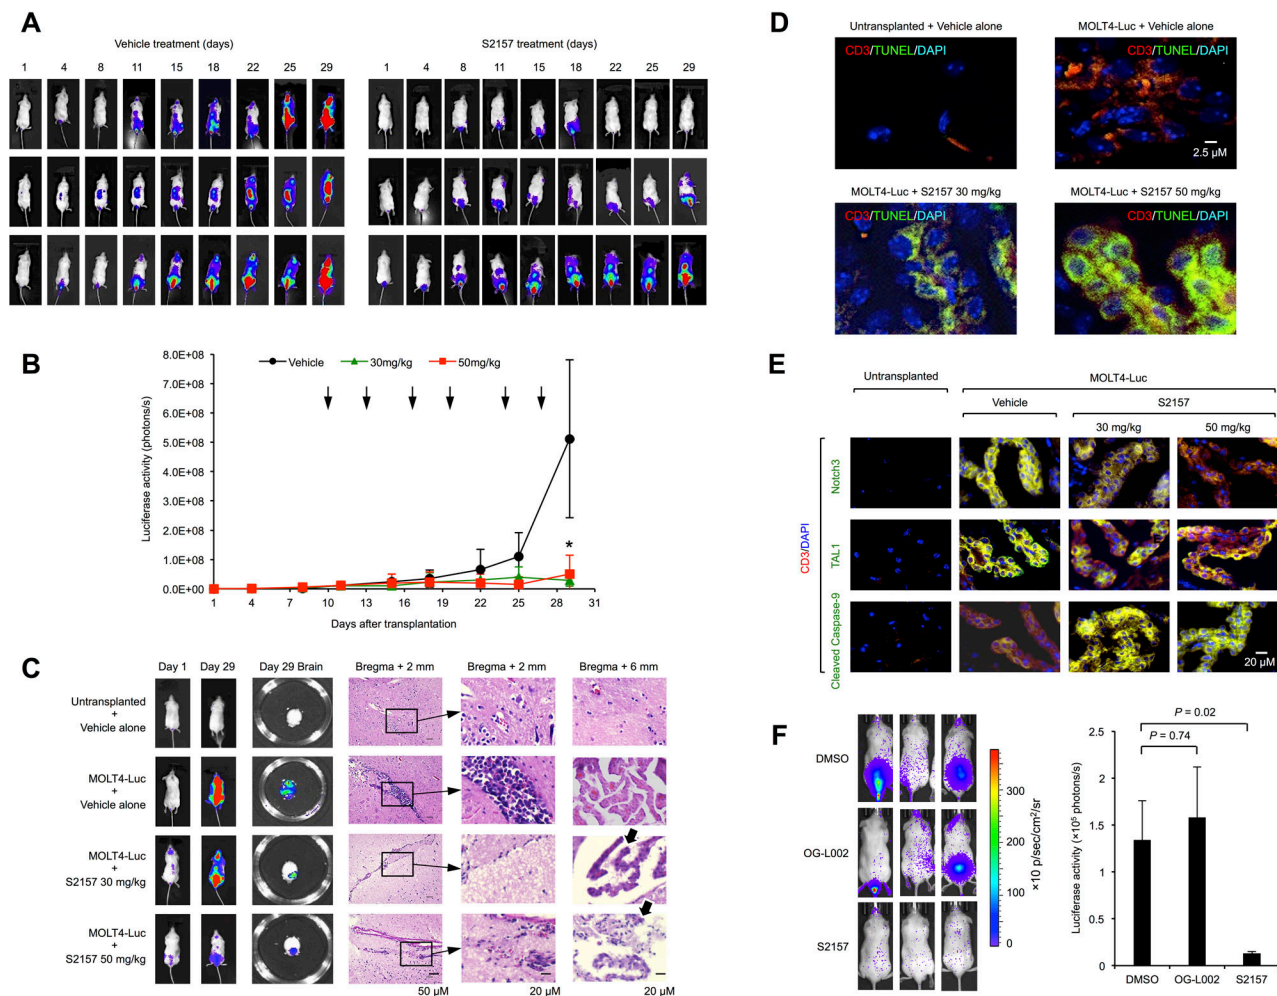 A
Vehicle treatment (days)
S2157 treatment (days)
1 4 8 11 15 18 22 25 29
1 4 8 11 15 18 22 25 29
B
Luciferase activity (photons/s)
8.0E+08
7.0E+08
6.0E+08
5.0E+08
4.0E+08
3.0E+08
2.0E+08
1.0E+08
0.0E+00
Vehicle 30mg/kg 50mg/kg
*
1 4 7 10 13 16 19 22 25 28 31
Days after transplantation
C
Day 1 Day 29 Day 29 Brain Bregma + 2 mm Bregma + 2 mm Bregma + 6 mm
Untransplanted
+
Vehicle alone
MOLT4-Luc
+
Vehicle alone
MOLT4-Luc
+
S2157 30 mg/kg
MOLT4-Luc
+
S2157 50 mg/kg
50 µM 20 µM 20 µM
D
Untransplanted + Vehicle alone
MOLT4-Luc + Vehicle alone
CD3/TUNEL/DAPI
CD3/TUNEL/DAPI
2.5 µM
MOLT4-Luc + S2157 30 mg/kg
MOLT4-Luc + S2157 50 mg/kg
CD3/TUNEL/DAPI
CD3/TUNEL/DAPI
E
Untransplanted
MOLT4-Luc
Vehicle
S2157
30 mg/kg 50 mg/kg
CD3/DAPI
Notch3
TAL1
Cleaved Caspase-9
20 µM
F
DMSO
OG-L002
S2157
300
200
100
0
×10 p/sec/cm²/sr
P = 0.02
P = 0.74
Luciferase activity (×10⁵ photons/s)
2.5
2
1.5
1
0.5
0
DMSO OG-L002 S2157